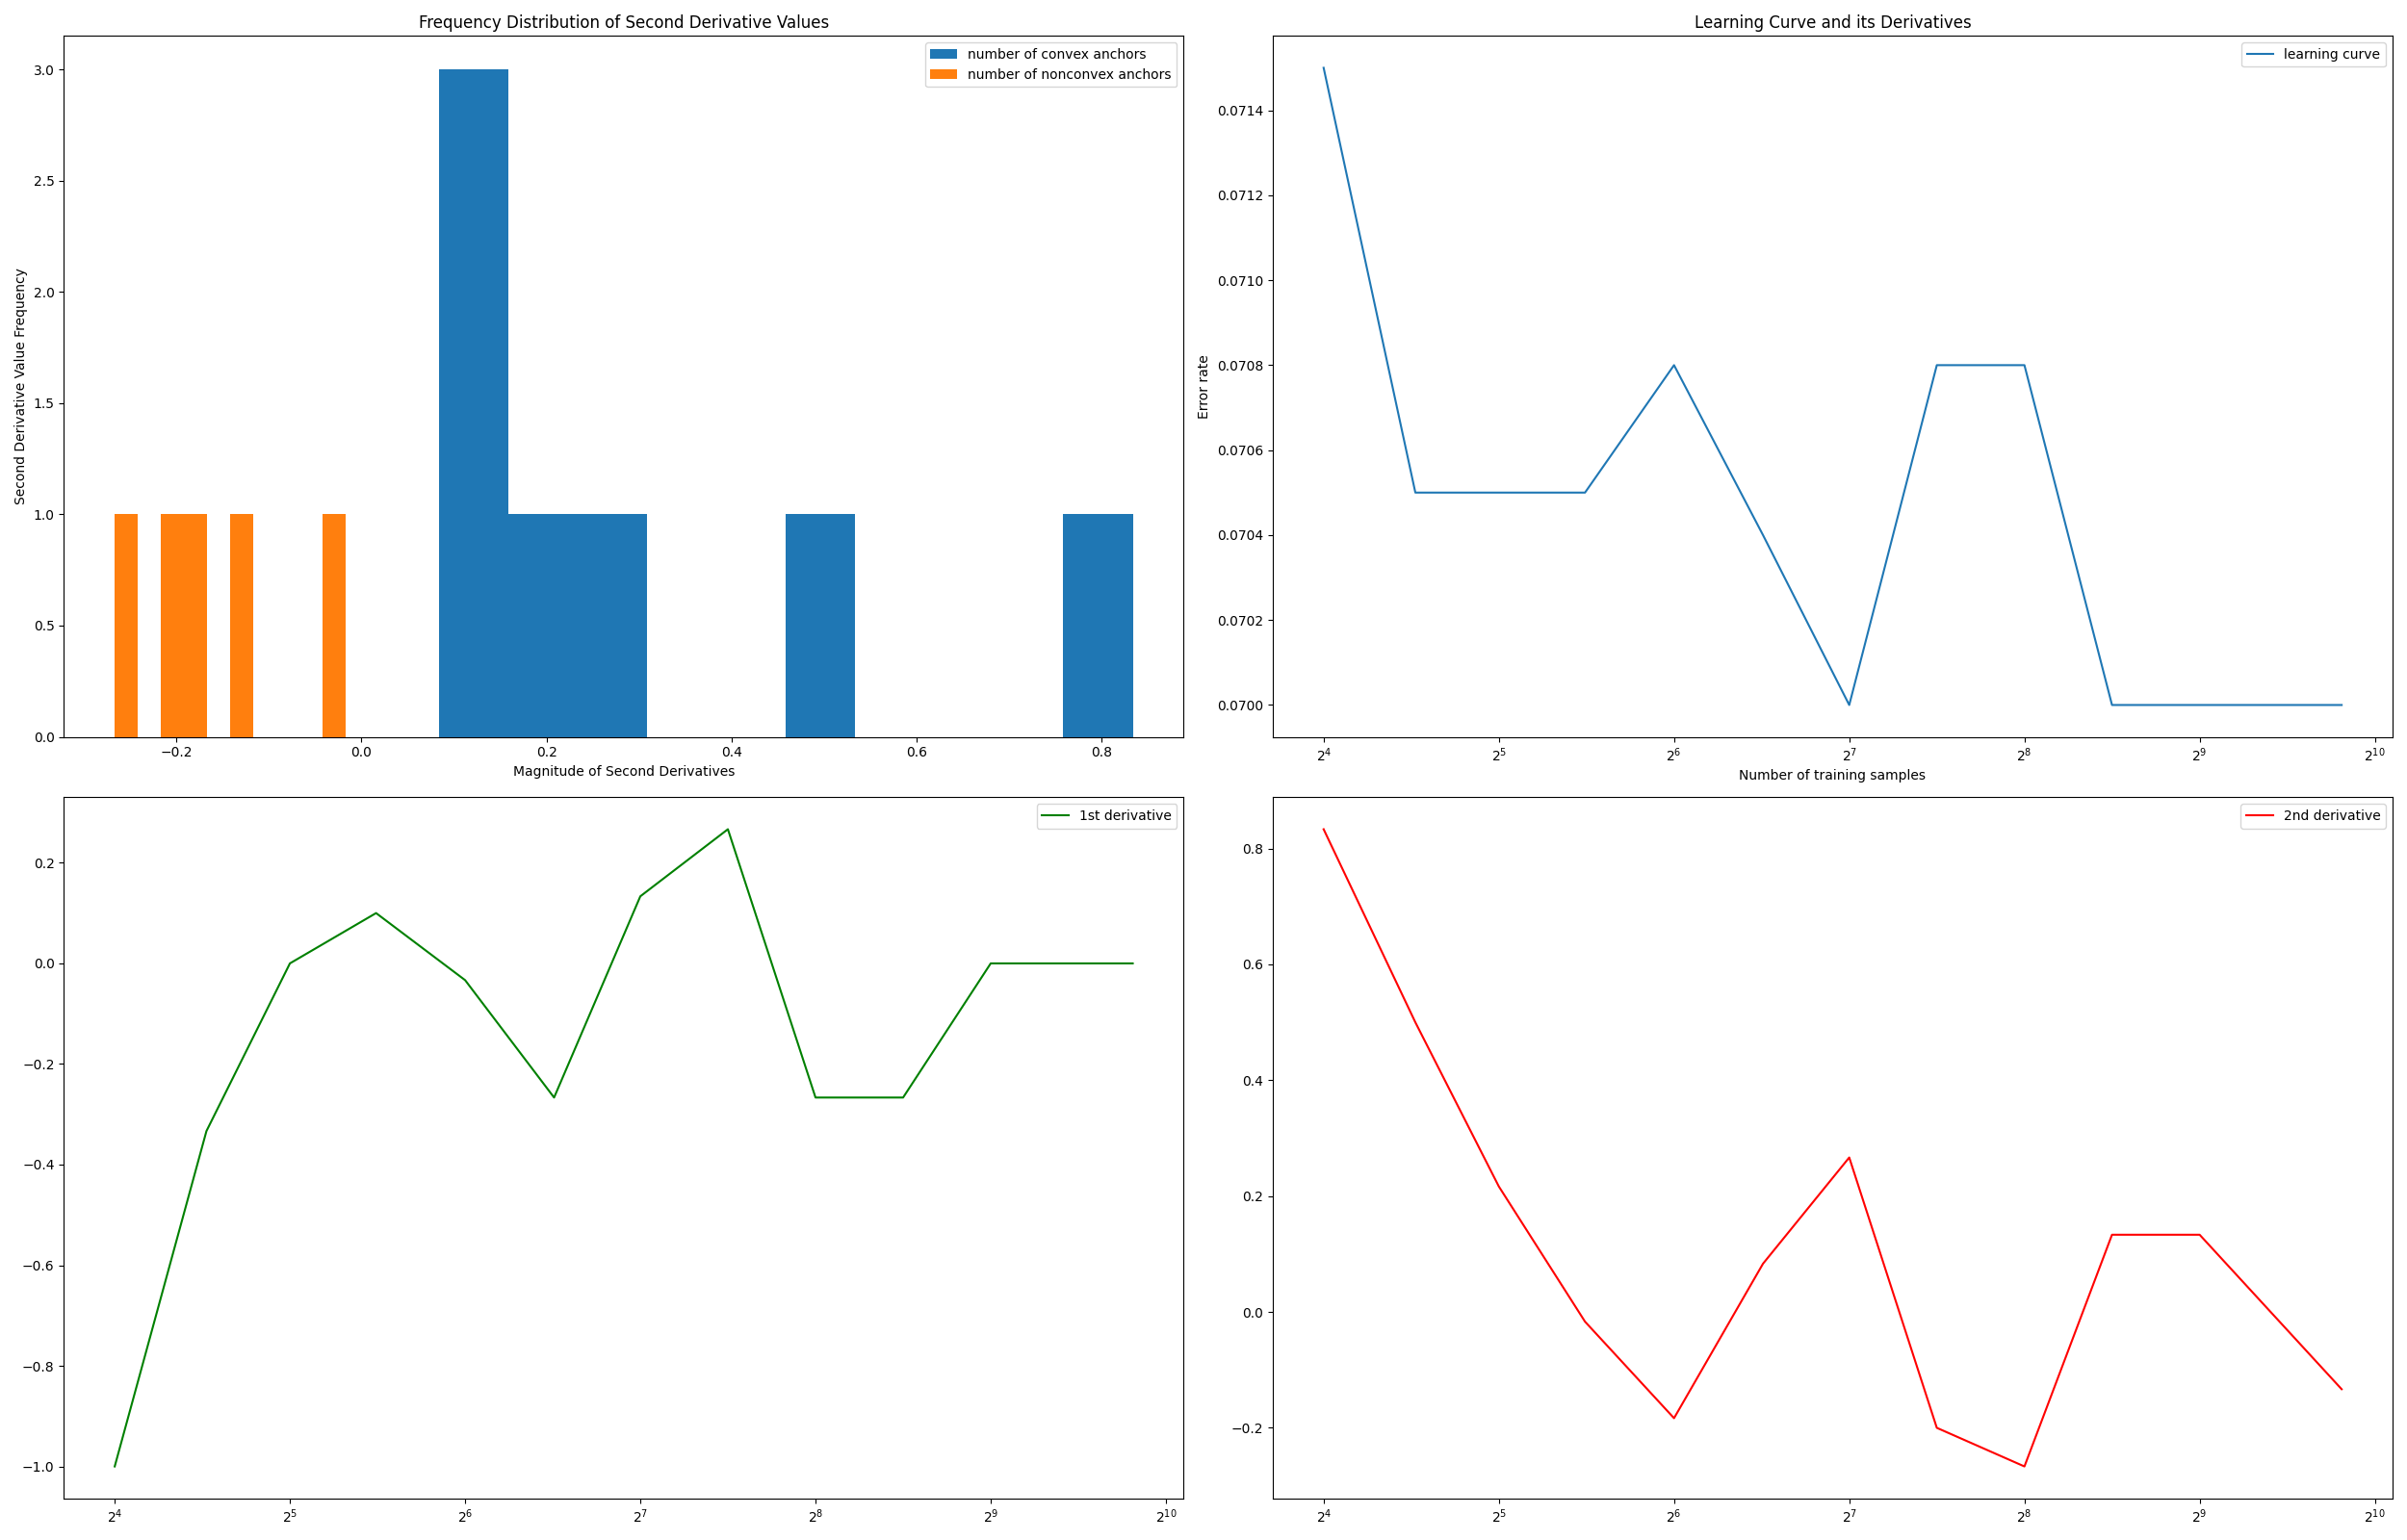 Frequency Distribution of Second Derivative Values
number of convex anchors
number of nonconvex anchors
Second Derivative Value Frequency
3.0
2.5
2.0
1.5
1.0
0.5
0.0
−0.2 0.0 0.2 0.4 0.6 0.8
Magnitude of Second Derivatives
Learning Curve and its Derivatives
learning curve
Error rate
0.0714
0.0712
0.0710
0.0708
0.0706
0.0704
0.0702
0.0700
2⁴ 2⁵ 2⁶ 2⁷ 2⁸ 2⁹ 2¹⁰
Number of training samples
1st derivative
0.2
0.0
−0.2
−0.4
−0.6
−0.8
−1.0
2⁴ 2⁵ 2⁶ 2⁷ 2⁸ 2⁹ 2¹⁰
2nd derivative
0.8
0.6
0.4
0.2
0.0
−0.2
2⁴ 2⁵ 2⁶ 2⁷ 2⁸ 2⁹ 2¹⁰